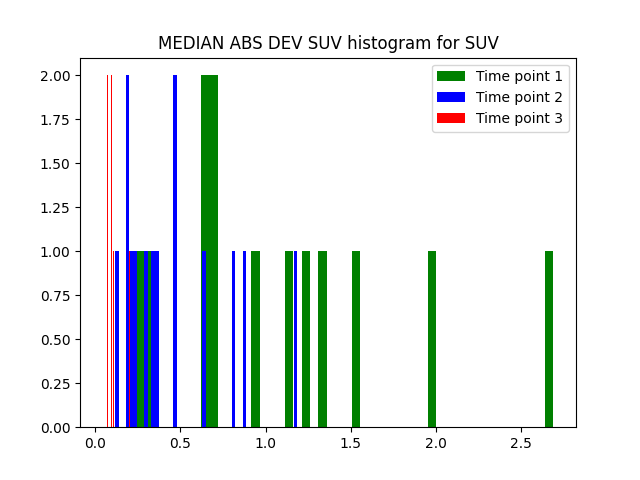 MEDIAN ABS DEV SUV histogram for SUV
Time point 1
Time point 2
Time point 3
2.00
1.75
1.50
1.25
1.00
0.75
0.50
0.25
0.00
0.0 0.5 1.0 1.5 2.0 2.5